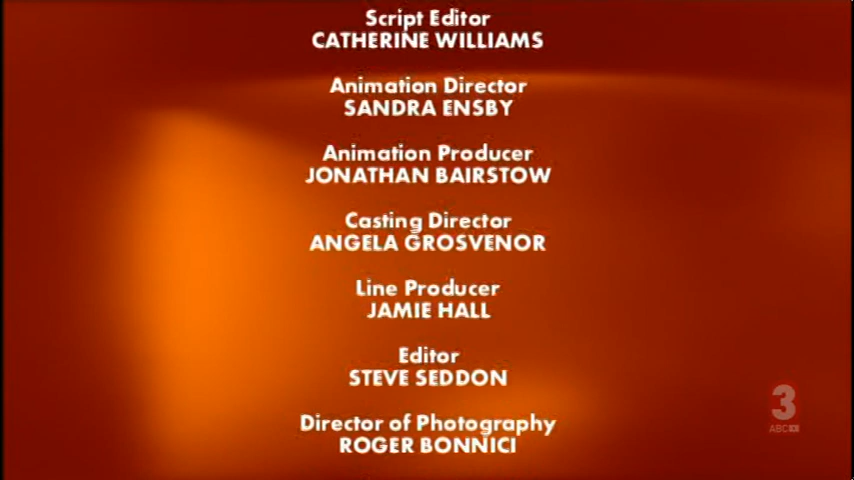 Script Editor
CATHERINE WILLIAMS
Animation Director
SANDRA ENSBY
Animation Producer
JONATHAN BAIRSTOW
Casting Director
ANGELA GROSVENOR
Line Producer
JAMIE HALL
Editor
STEVE SEDDON
Director of Photography
ROGER BONNICI
3
ABC